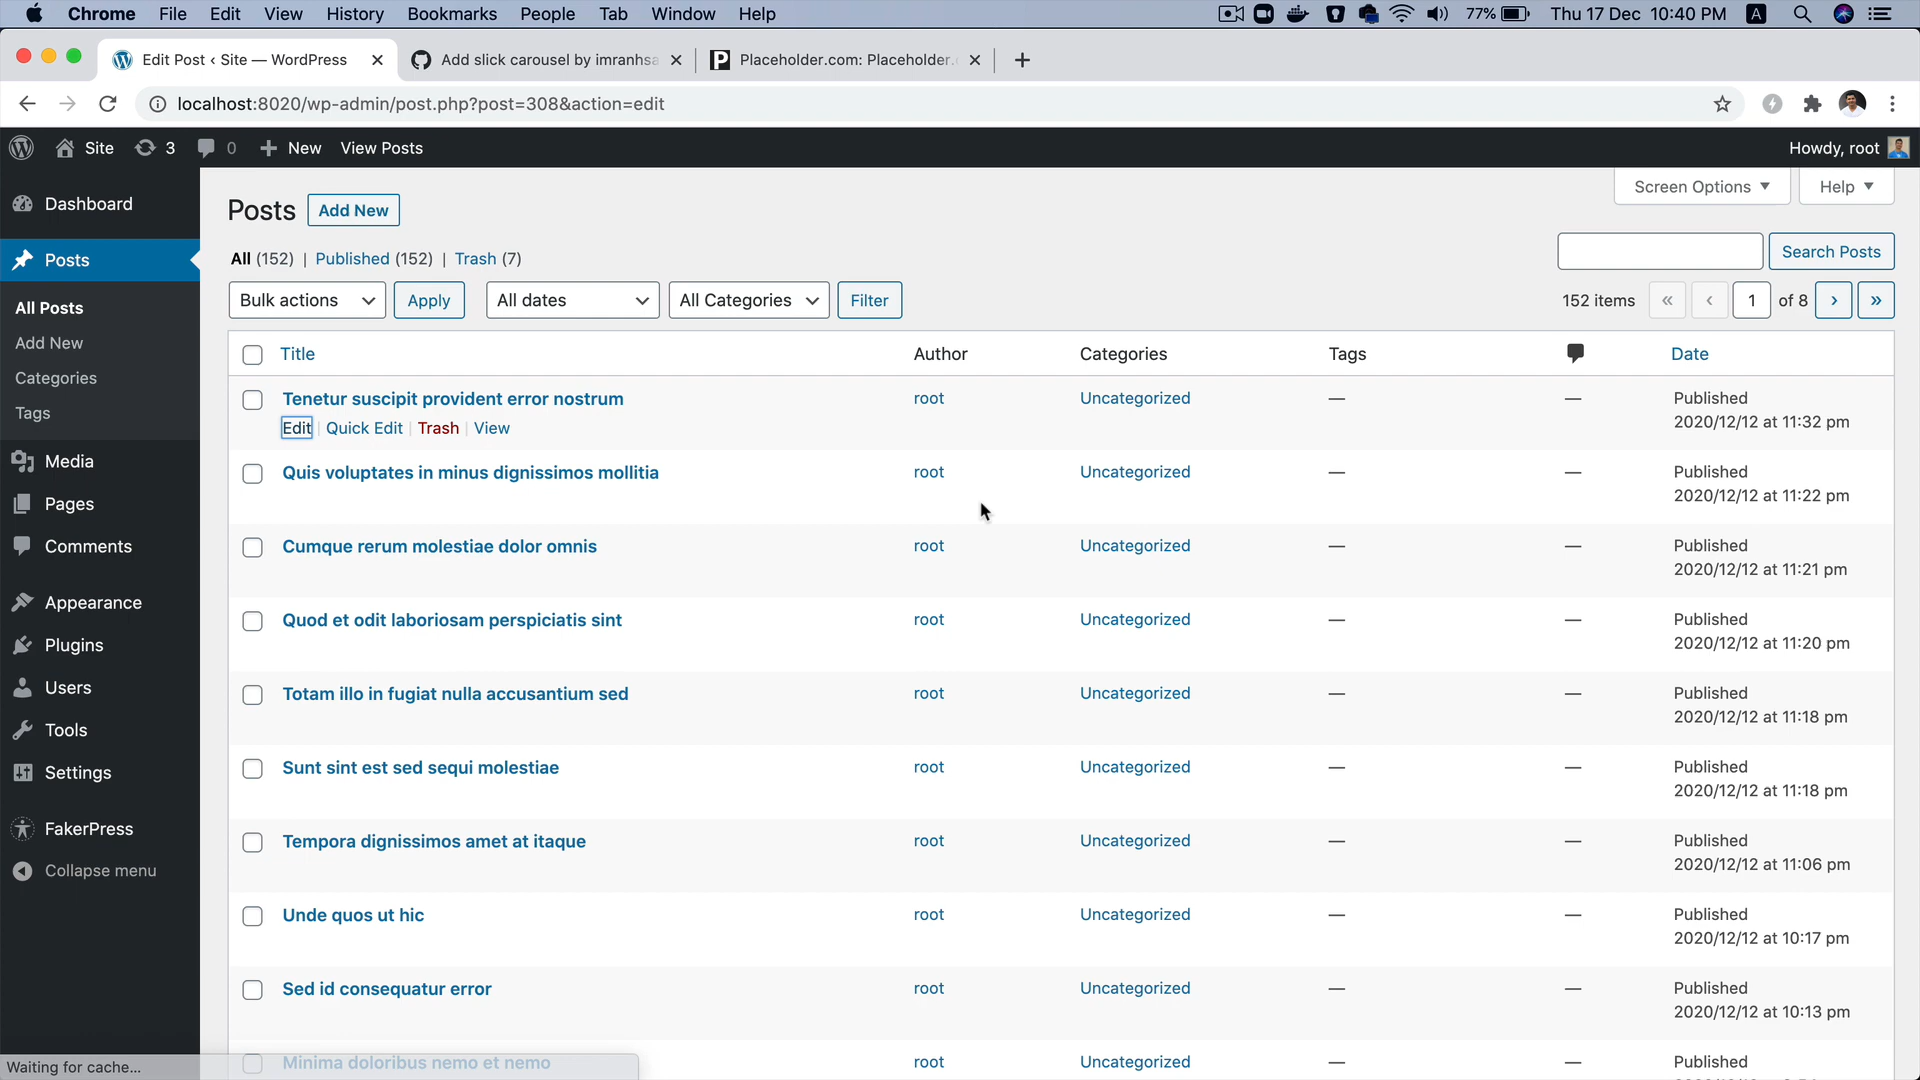 Chrome File Edit View History Bookmarks People Tab Window Help 77% Thu 17 Dec 10:40 PM A
Edit Post ‹ Site — WordPress Add slick carousel by imranhsa Placeholder.com: Placeholder.
localhost:8020/wp-admin/post.php?post=308&action=edit
Site 3 0 New View Posts Howdy, root
Screen Options Help
Dashboard
Posts
All Posts
Add New
Categories
Tags
Media
Pages
Comments
Appearance
Plugins
Users
Tools
Settings
FakerPress
Collapse menu
Posts Add New
All (152) | Published (152) | Trash (7)
Search Posts
Bulk actions Apply All dates All Categories Filter 152 items « ‹ 1 of 8 › »
Title Author Categories Tags Date
Tenetur suscipit provident error nostrum root Uncategorized — — Published
2020/12/12 at 11:32 pm
Edit | Quick Edit | Trash | View
Quis voluptates in minus dignissimos mollitia root Uncategorized — — Published
2020/12/12 at 11:22 pm
Cumque rerum molestiae dolor omnis root Uncategorized — — Published
2020/12/12 at 11:21 pm
Quod et odit laboriosam perspiciatis sint root Uncategorized — — Published
2020/12/12 at 11:20 pm
Totam illo in fugiat nulla accusantium sed root Uncategorized — — Published
2020/12/12 at 11:18 pm
Sunt sint est sed sequi molestiae root Uncategorized — — Published
2020/12/12 at 11:18 pm
Tempora dignissimos amet at itaque root Uncategorized — — Published
2020/12/12 at 11:06 pm
Unde quos ut hic root Uncategorized — — Published
2020/12/12 at 10:17 pm
Sed id consequatur error root Uncategorized — — Published
2020/12/12 at 10:13 pm
Minima doloribus nemo et nemo root Uncategorized — — Published
Waiting for cache...